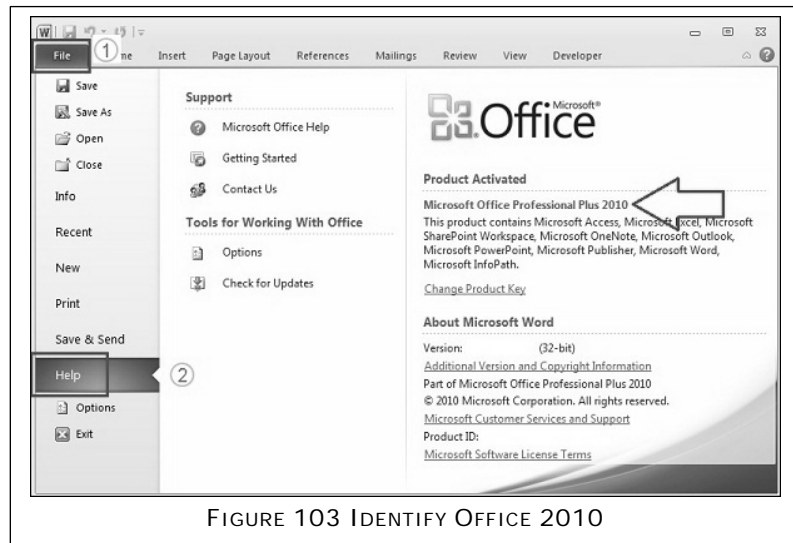 W
File 1 me Insert Page Layout References Mailings Review View Developer
Save
Save As
Open
Close
Info
Recent
New
Print
Save & Send
Help 2
Options
Exit
Support
Microsoft Office Help
Getting Started
Contact Us
Tools for Working With Office
Options
Check for Updates
Microsoft®
Office
Product Activated
Microsoft Office Professional Plus 2010
This product contains Microsoft Access, Microsoft Excel, Microsoft
SharePoint Workspace, Microsoft OneNote, Microsoft Outlook,
Microsoft PowerPoint, Microsoft Publisher, Microsoft Word,
Microsoft InfoPath.
Change Product Key
About Microsoft Word
Version: (32-bit)
Additional Version and Copyright Information
Part of Microsoft Office Professional Plus 2010
© 2010 Microsoft Corporation. All rights reserved.
Microsoft Customer Services and Support
Product ID:
Microsoft Software License Terms
FIGURE 103 IDENTIFY OFFICE 2010